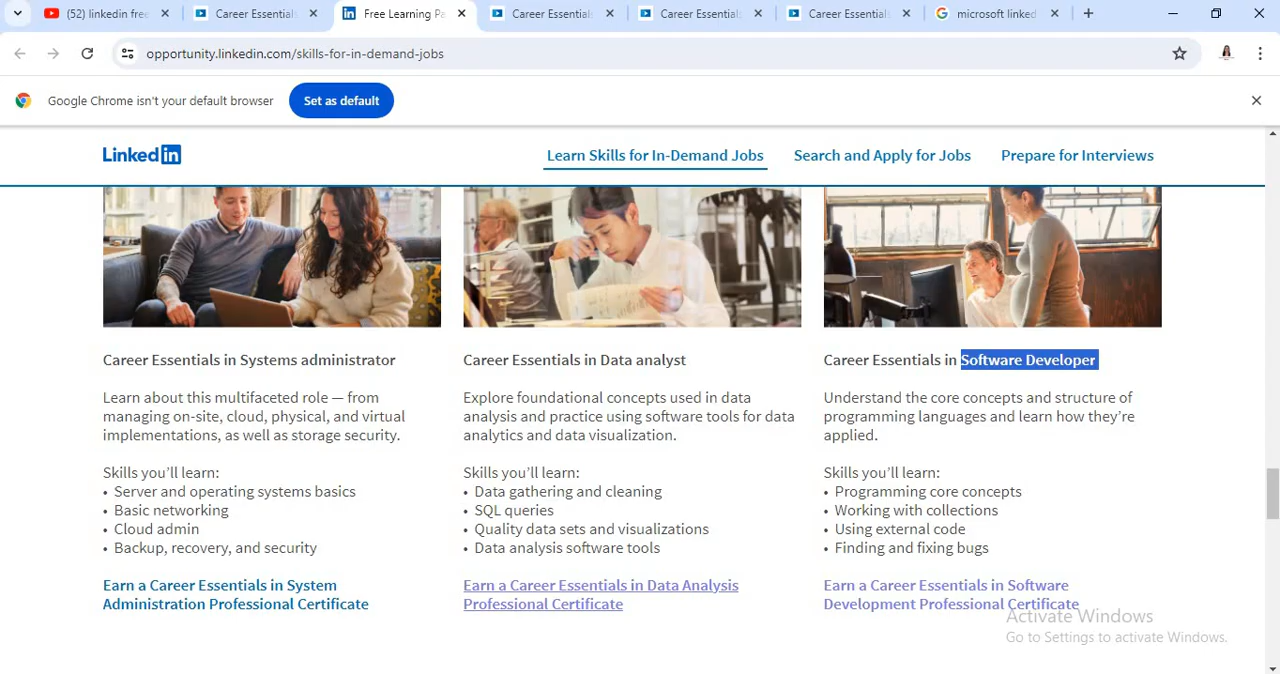 (52) linkedin free
Career Essentials
Free Learning Pa
Career Essentials
Career Essentials
Career Essentials
microsoft linked
opportunity.linkedin.com/skills-for-in-demand-jobs
Google Chrome isn't your default browser
Set as default
Linked in
Learn Skills for In-Demand Jobs
Search and Apply for Jobs
Prepare for Interviews
Career Essentials in Systems administrator
Learn about this multifaceted role — from
managing on-site, cloud, physical, and virtual
implementations, as well as storage security.
Skills you'll learn:
• Server and operating systems basics
• Basic networking
• Cloud admin
• Backup, recovery, and security
Earn a Career Essentials in System
Administration Professional Certificate
Career Essentials in Data analyst
Explore foundational concepts used in data
analysis and practice using software tools for data
analytics and data visualization.
Skills you'll learn:
• Data gathering and cleaning
• SQL queries
• Quality data sets and visualizations
• Data analysis software tools
Earn a Career Essentials in Data Analysis
Professional Certificate
Career Essentials in Software Developer
Understand the core concepts and structure of
programming languages and learn how they're
applied.
Skills you'll learn:
• Programming core concepts
• Working with collections
• Using external code
• Finding and fixing bugs
Earn a Career Essentials in Software
Development Professional Certificate
Activate Windows
Go to Settings to activate Windows.